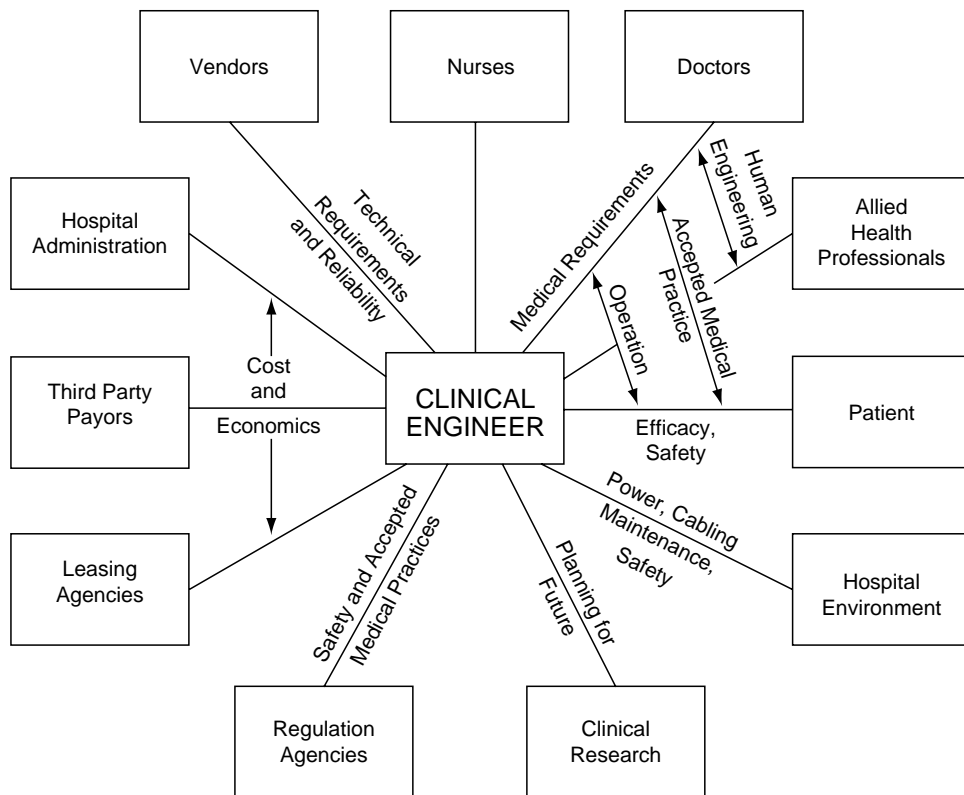 Vendors
Nurses
Doctors
Hospital
Administration
Technical
Requirements
and Reliability
Medical Requirements
Human
Engineering
Allied
Health
Professionals
Accepted Medical
Practice
Operation
Third Party
Payors
Cost
and
Economics
CLINICAL
ENGINEER
Efficacy,
Safety
Patient
Leasing
Agencies
Safety and Accepted
Medical Practices
Planning for
Future
Power, Cabling
Maintenance,
Safety
Hospital
Environment
Regulation
Agencies
Clinical
Research